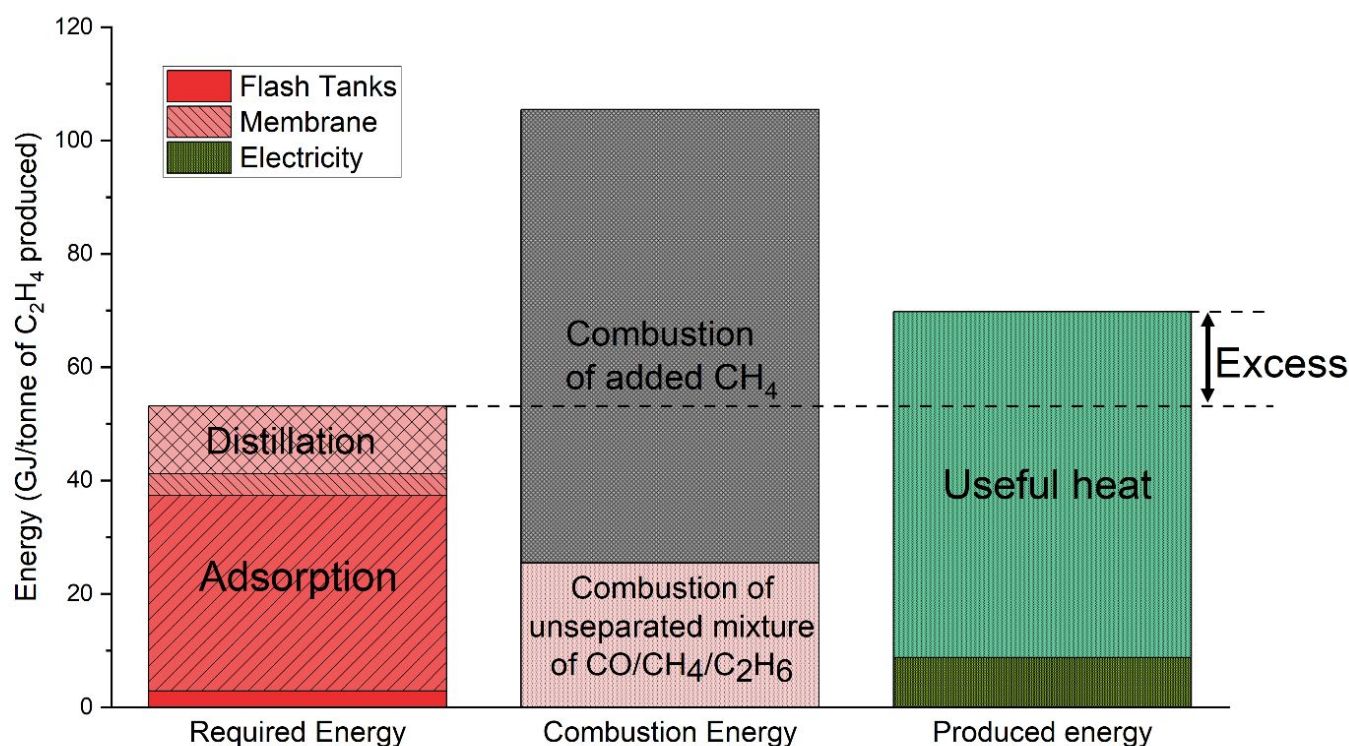 Energy (GJ/tonne of C₂H₄ produced)
120
100
80
60
40
20
0
Flash Tanks
Membrane
Electricity
Distillation
Adsorption
Combustion
of added CH₄
Combustion of
unseparated mixture
of CO/CH₄/C₂H₆
Useful heat
Excess
Required Energy
Combustion Energy
Produced energy